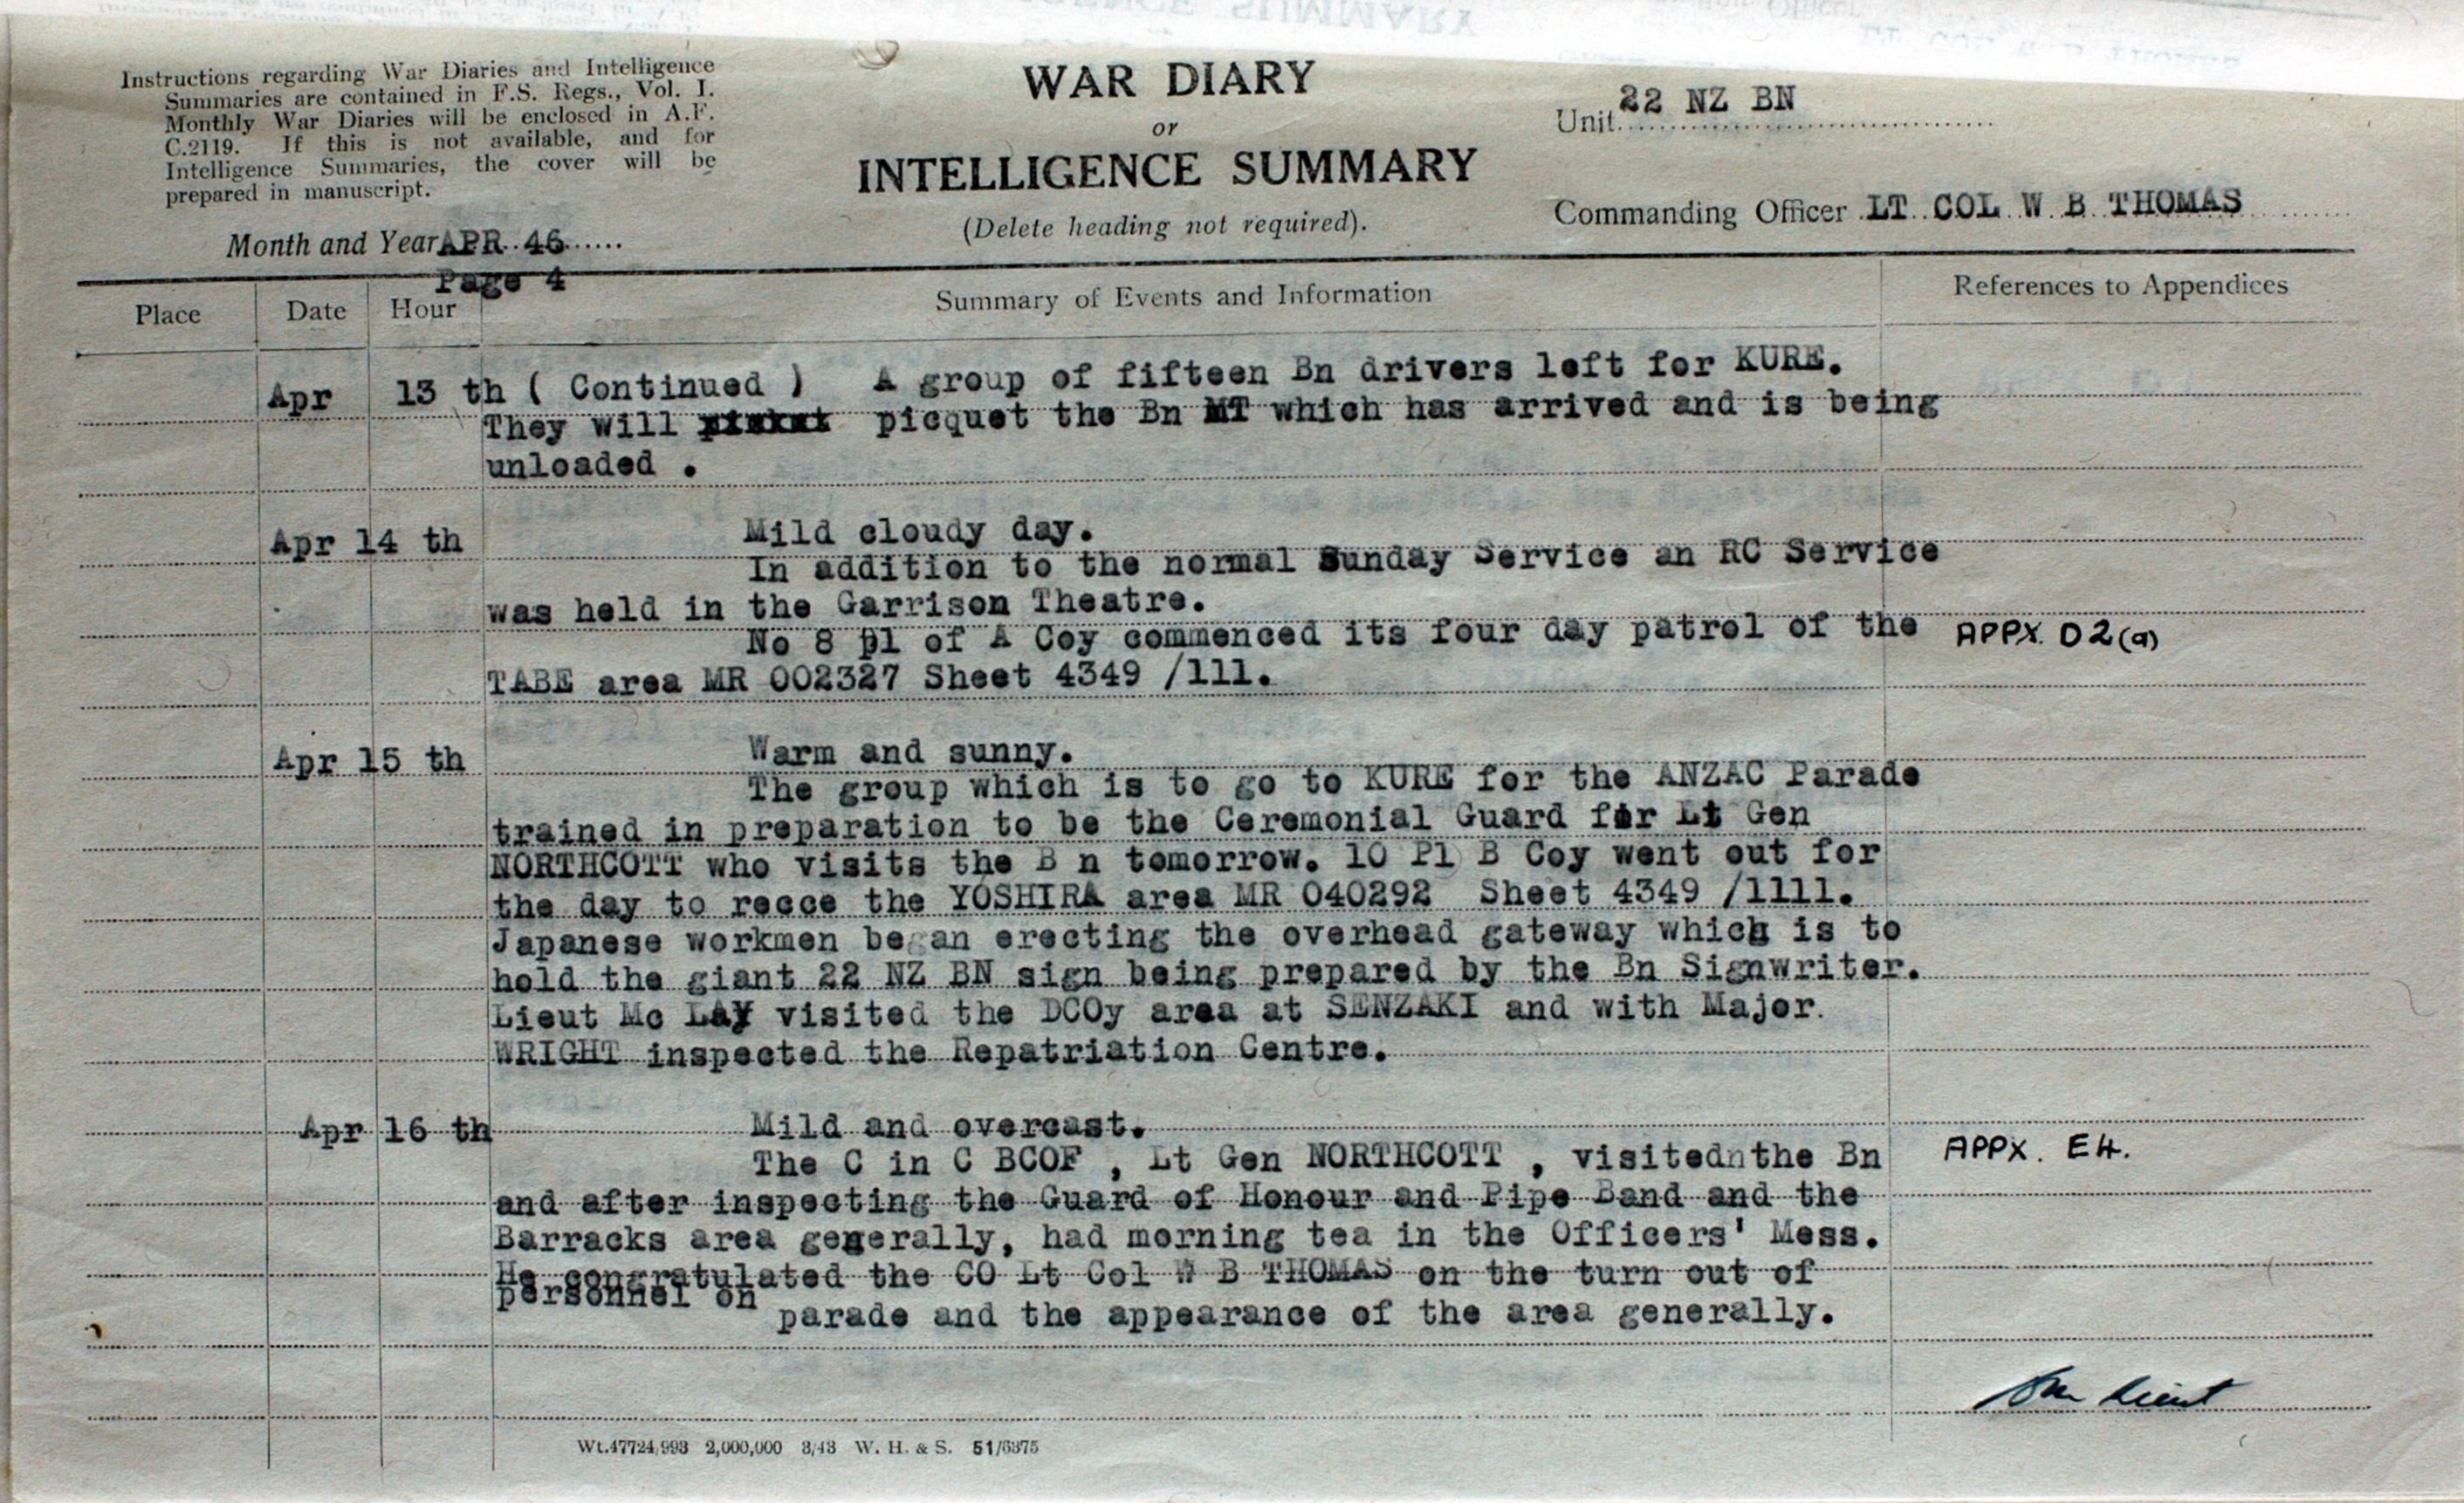 Instructions regarding War Diaries and Intelligence
Summaries are contained in F.S. Regs., Vol. I.
Monthly War Diaries will be enclosed in A.F.
C.2119. If this is not available, and for
Intelligence Summaries, the cover will be
prepared in manuscript.
Month and Year APR 46
WAR DIARY
or
INTELLIGENCE SUMMARY
(Delete heading not required).
Unit 22 NZ BN
Commanding Officer LT COL W B THOMAS
Page 4
Place Date Hour Summary of Events and Information References to Appendices
Apr 13 th ( Continued ) A group of fifteen Bn drivers left for KURE.
They will picquet the Bn MT which has arrived and is being
unloaded .
Apr 14 th Mild cloudy day.
In addition to the normal Sunday Service an RC Service
was held in the Garrison Theatre.
No 8 pl of A Coy commenced its four day patrol of the APPX. D2(a)
TABE area MR 002327 Sheet 4349 /111.
Apr 15 th Warm and sunny.
The group which is to go to KURE for the ANZAC Parade
trained in preparation to be the Ceremonial Guard for Lt Gen
NORTHCOTT who visits the B n tomorrow. 10 Pl B Coy went out for
the day to recce the YOSHIRA area MR 040292 Sheet 4349 /1111.
Japanese workmen began erecting the overhead gateway which is to
hold the giant 22 NZ BN sign being prepared by the Bn Signwriter.
Lieut Mc LAY visited the DCOy area at SENZAKI and with Major.
WRIGHT inspected the Repatriation Centre.
Apr 16 th Mild and overcast.
The C in C BCOF , Lt Gen NORTHCOTT , visitednthe Bn APPX. E4.
and after inspecting the Guard of Honour and Pipe Band and the
Barracks area generally, had morning tea in the Officers' Mess.
He congratulated the CO Lt Col W B THOMAS on the turn out of
personnel on
parade and the appearance of the area generally.
Lieut
Wt.47724/993 2,000,000 3/43 W. H. & S. 51/6375